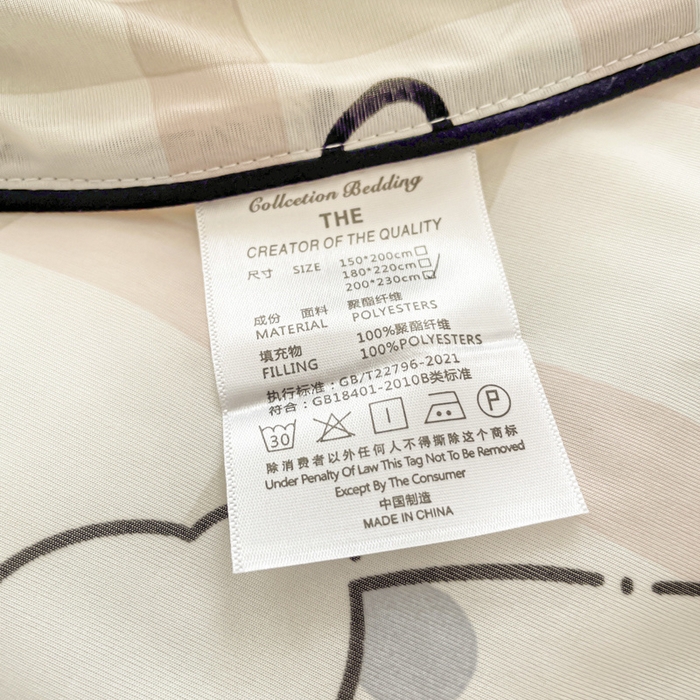 Collcetion Bedding
THE
CREATOR OF THE QUALITY
尺寸 SIZE 150*200cm
180*220cm
200*230cm
成份 面料 聚酯纤维
MATERIAL POLYESTERS
填充物 100%聚酯纤维
FILLING 100%POLYESTERS
执行标准：GB/T22796-2021
符合：GB18401-2010B类标准
30 P
除消费者以外任何人不得撕除这个商标
Under Penalty Of Law This Tag Not To Be Removed
Except By The Consumer
中国制造
MADE IN CHINA